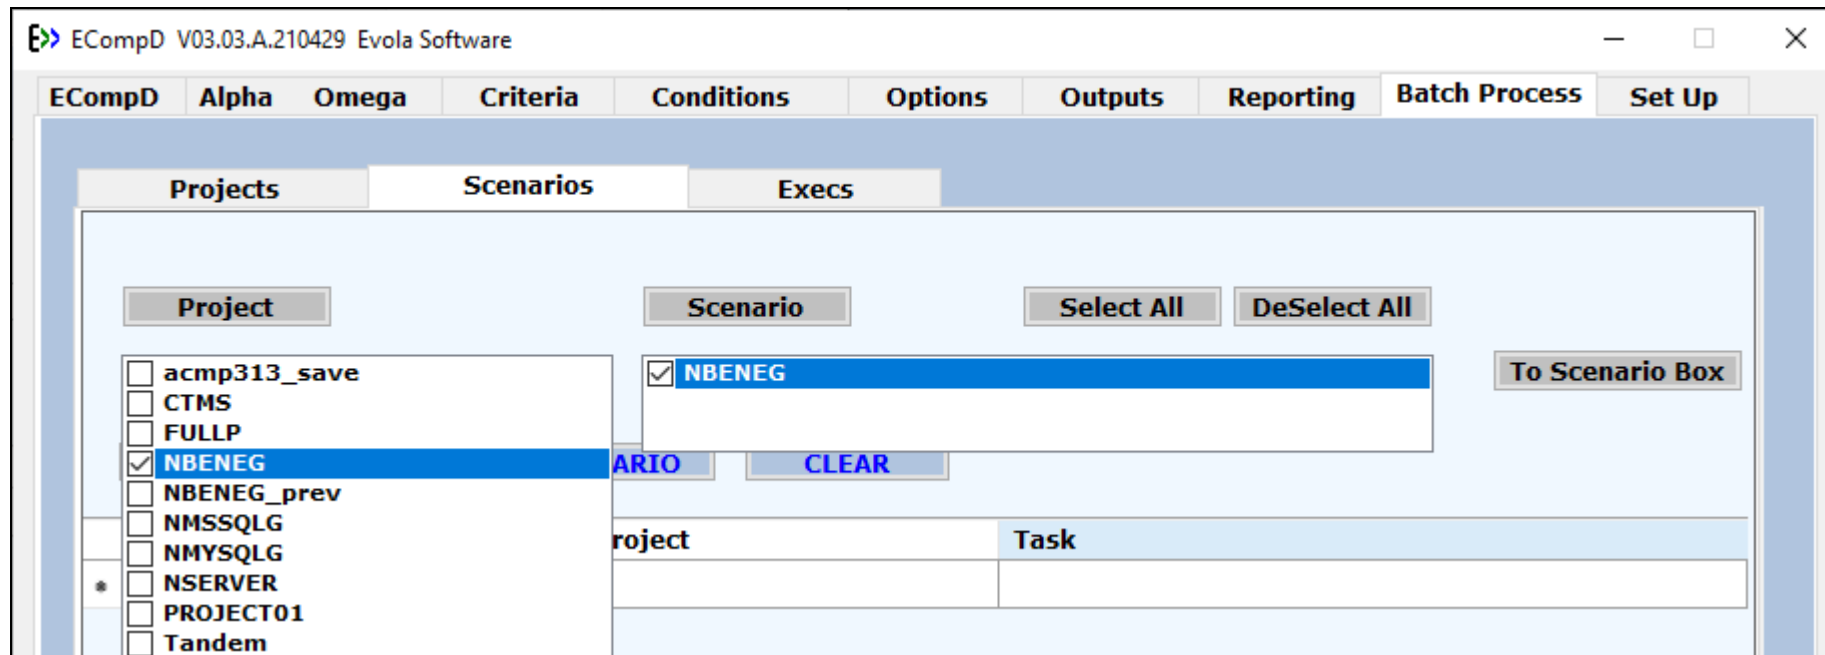 ECompD V03.03.A.210429 Evola Software
ECompD Alpha Omega Criteria Conditions Options Outputs Reporting Batch Process Set Up
Projects Scenarios Execs
Project Scenario Select All DeSelect All
acmp313_save NBENEG To Scenario Box
CTMS
FULLP
NBENEG ARIO CLEAR
NBENEG_prev
NMSSQLG
NMYSQLG roject Task
* NSERVER
PROJECT01
Tandem